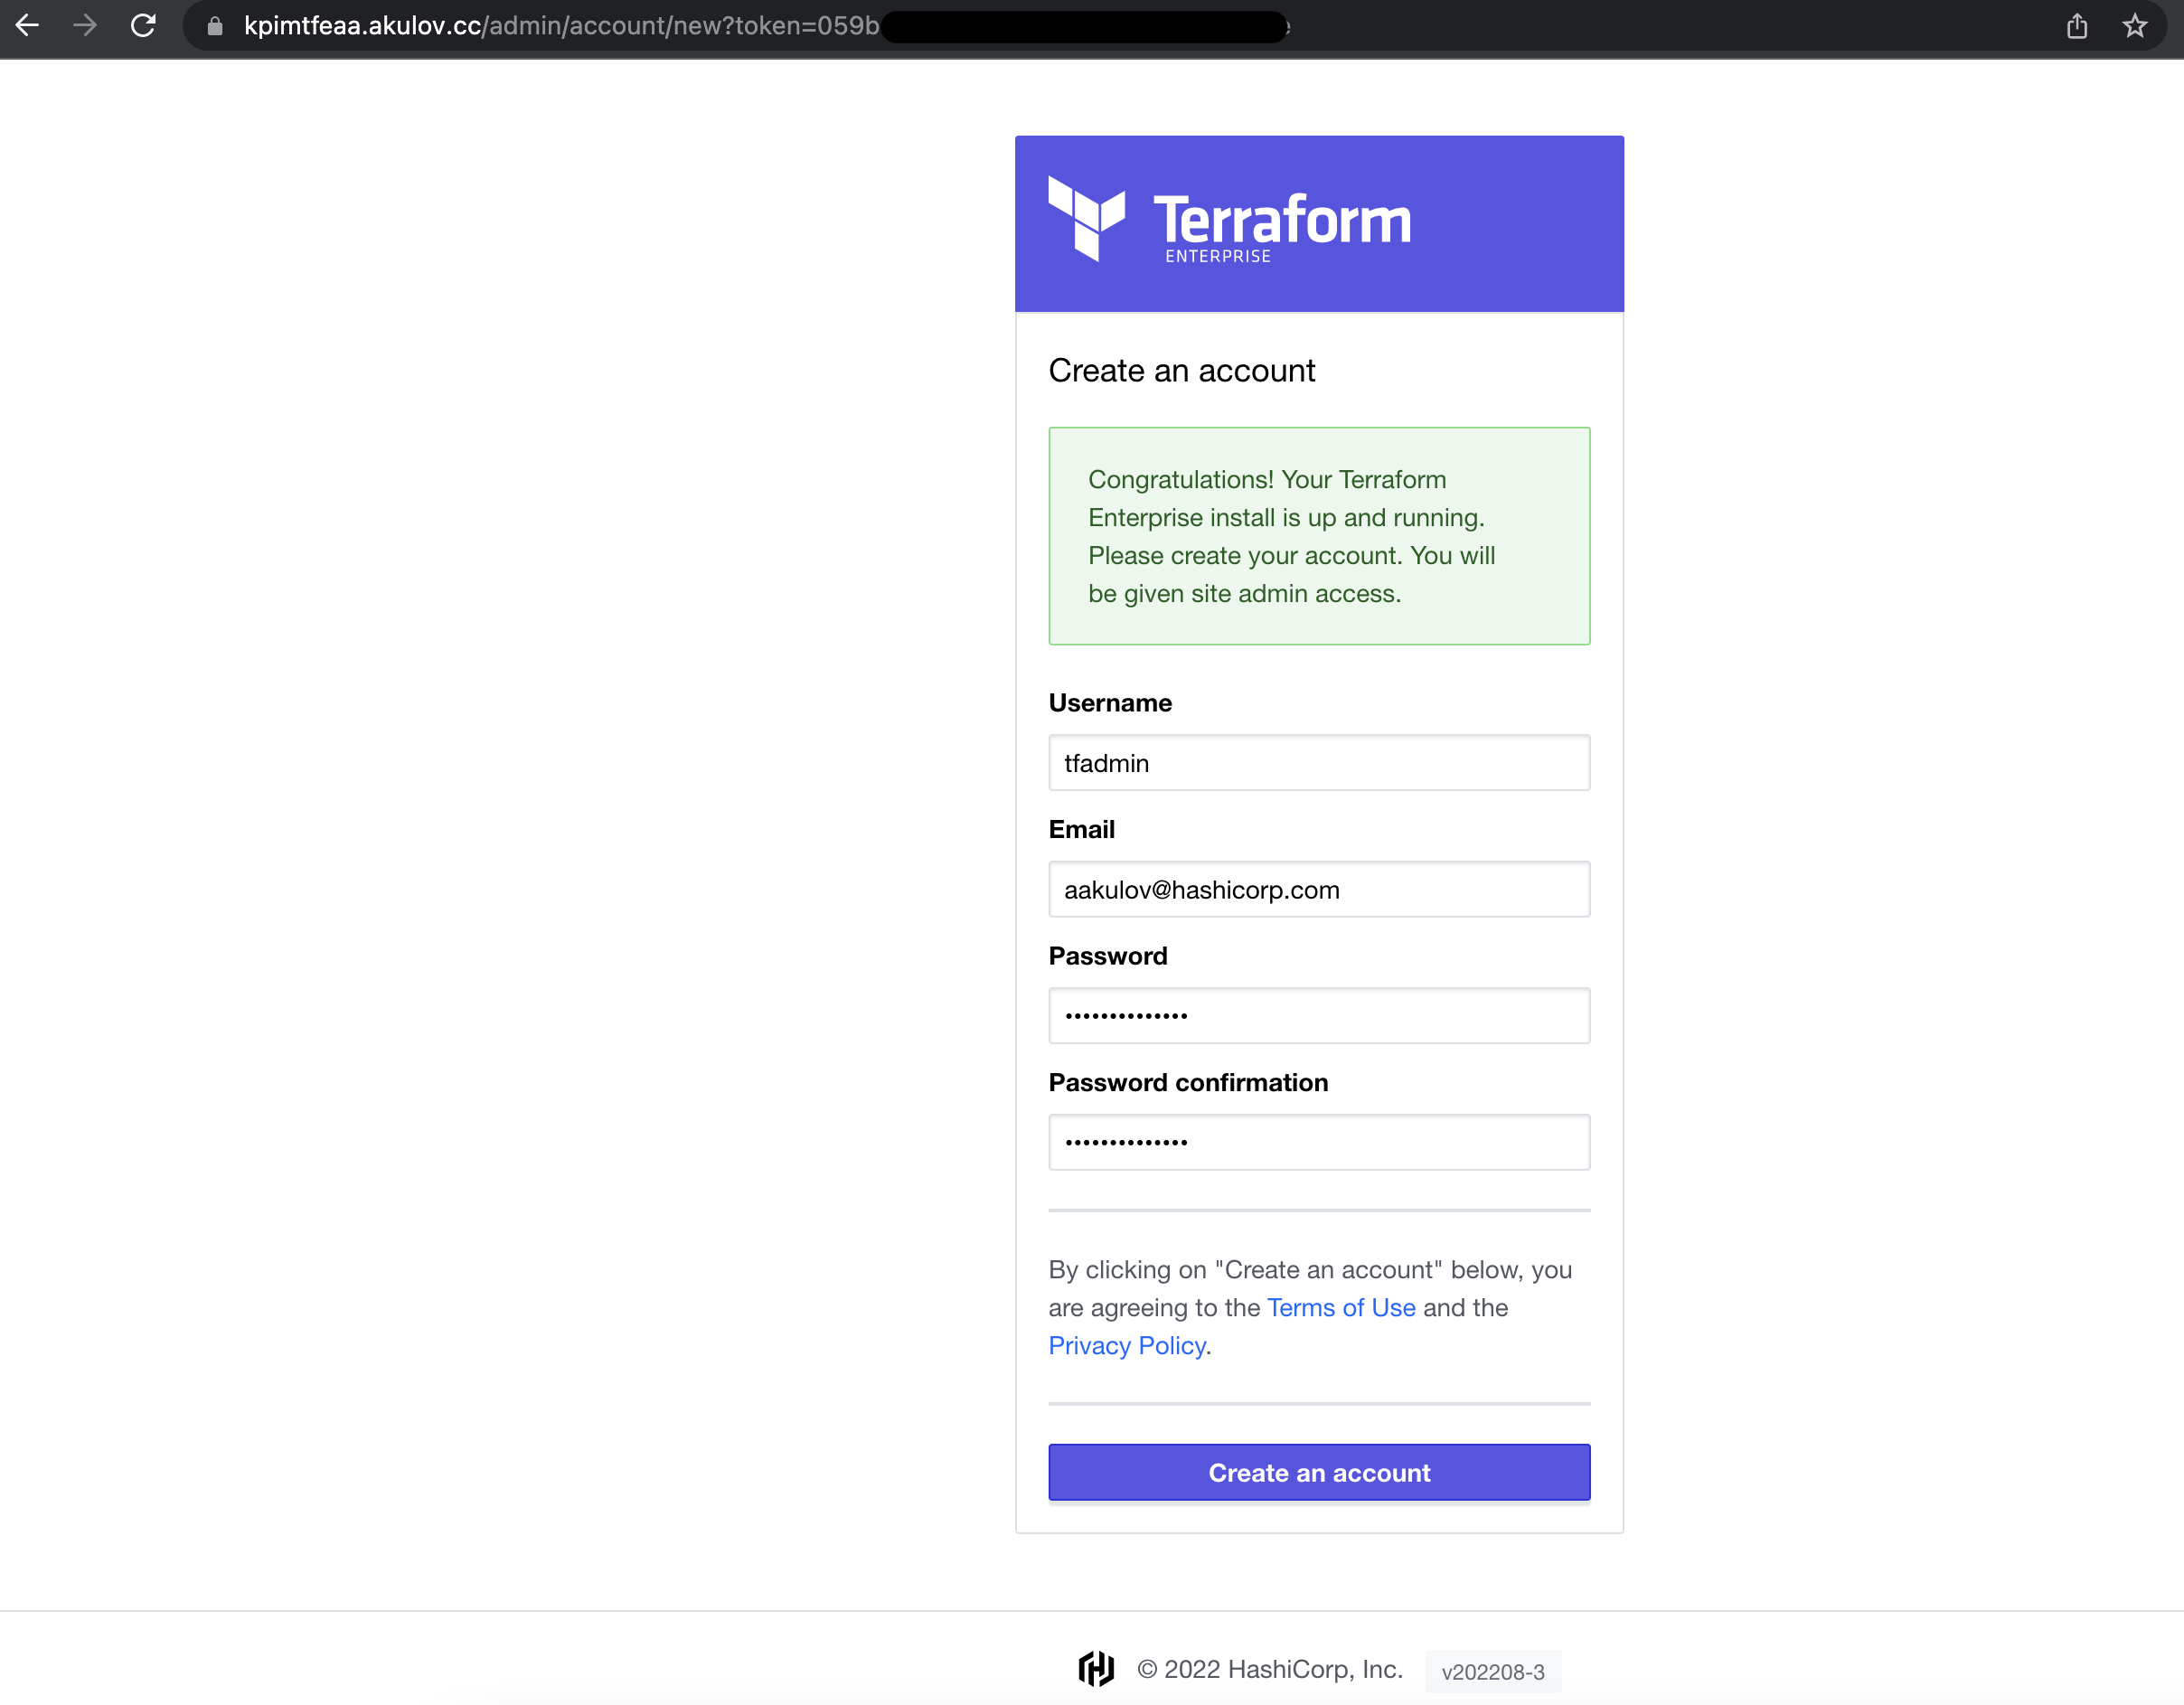 kpimtfeaa.akulov.cc/admin/account/new?token=059b
Terraform
ENTERPRISE
Create an account
Congratulations! Your Terraform
Enterprise install is up and running.
Please create your account. You will
be given site admin access.
Username
tfadmin
Email
aakulov@hashicorp.com
Password
••••••••••••••
Password confirmation
••••••••••••••
By clicking on "Create an account" below, you
are agreeing to the Terms of Use and the
Privacy Policy.
Create an account
© 2022 HashiCorp, Inc. v202208-3